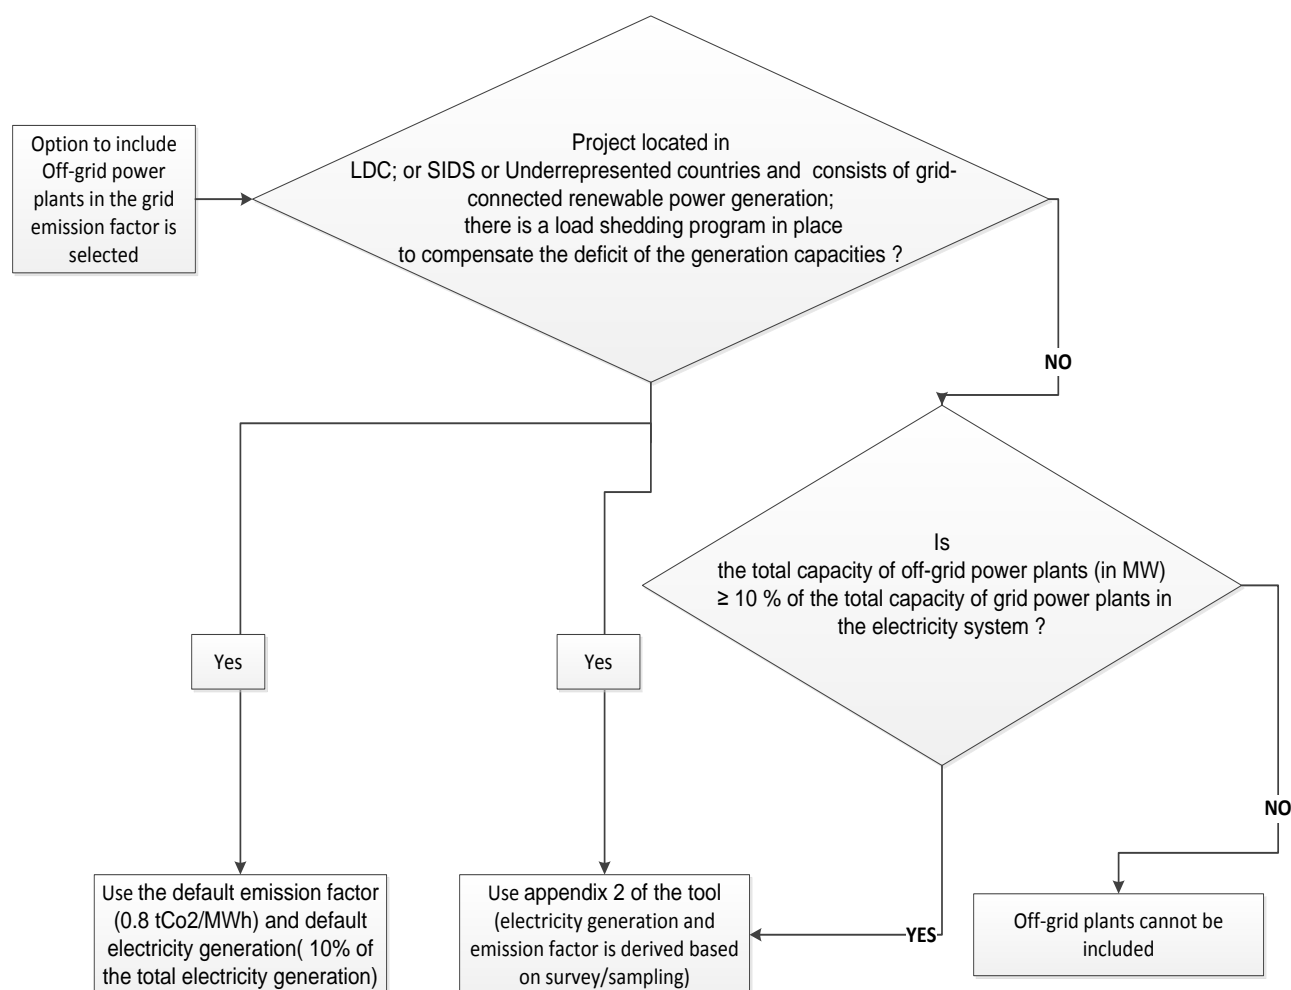 Option to include
Off-grid power
plants in the grid
emission factor is
selected
Project located in
LDC; or SIDS or Underrepresented countries and consists of grid-
connected renewable power generation;
there is a load shedding program in place
to compensate the deficit of the generation capacities ?
NO
Is
the total capacity of off-grid power plants (in MW)
≥ 10 % of the total capacity of grid power plants in
the electricity system ?
Yes
Yes
NO
Use the default emission factor
(0.8 tCo2/MWh) and default
electricity generation( 10% of
the total electricity generation)
Use appendix 2 of the tool
(electricity generation and
emission factor is derived based
on survey/sampling)
YES
Off-grid plants cannot be
included